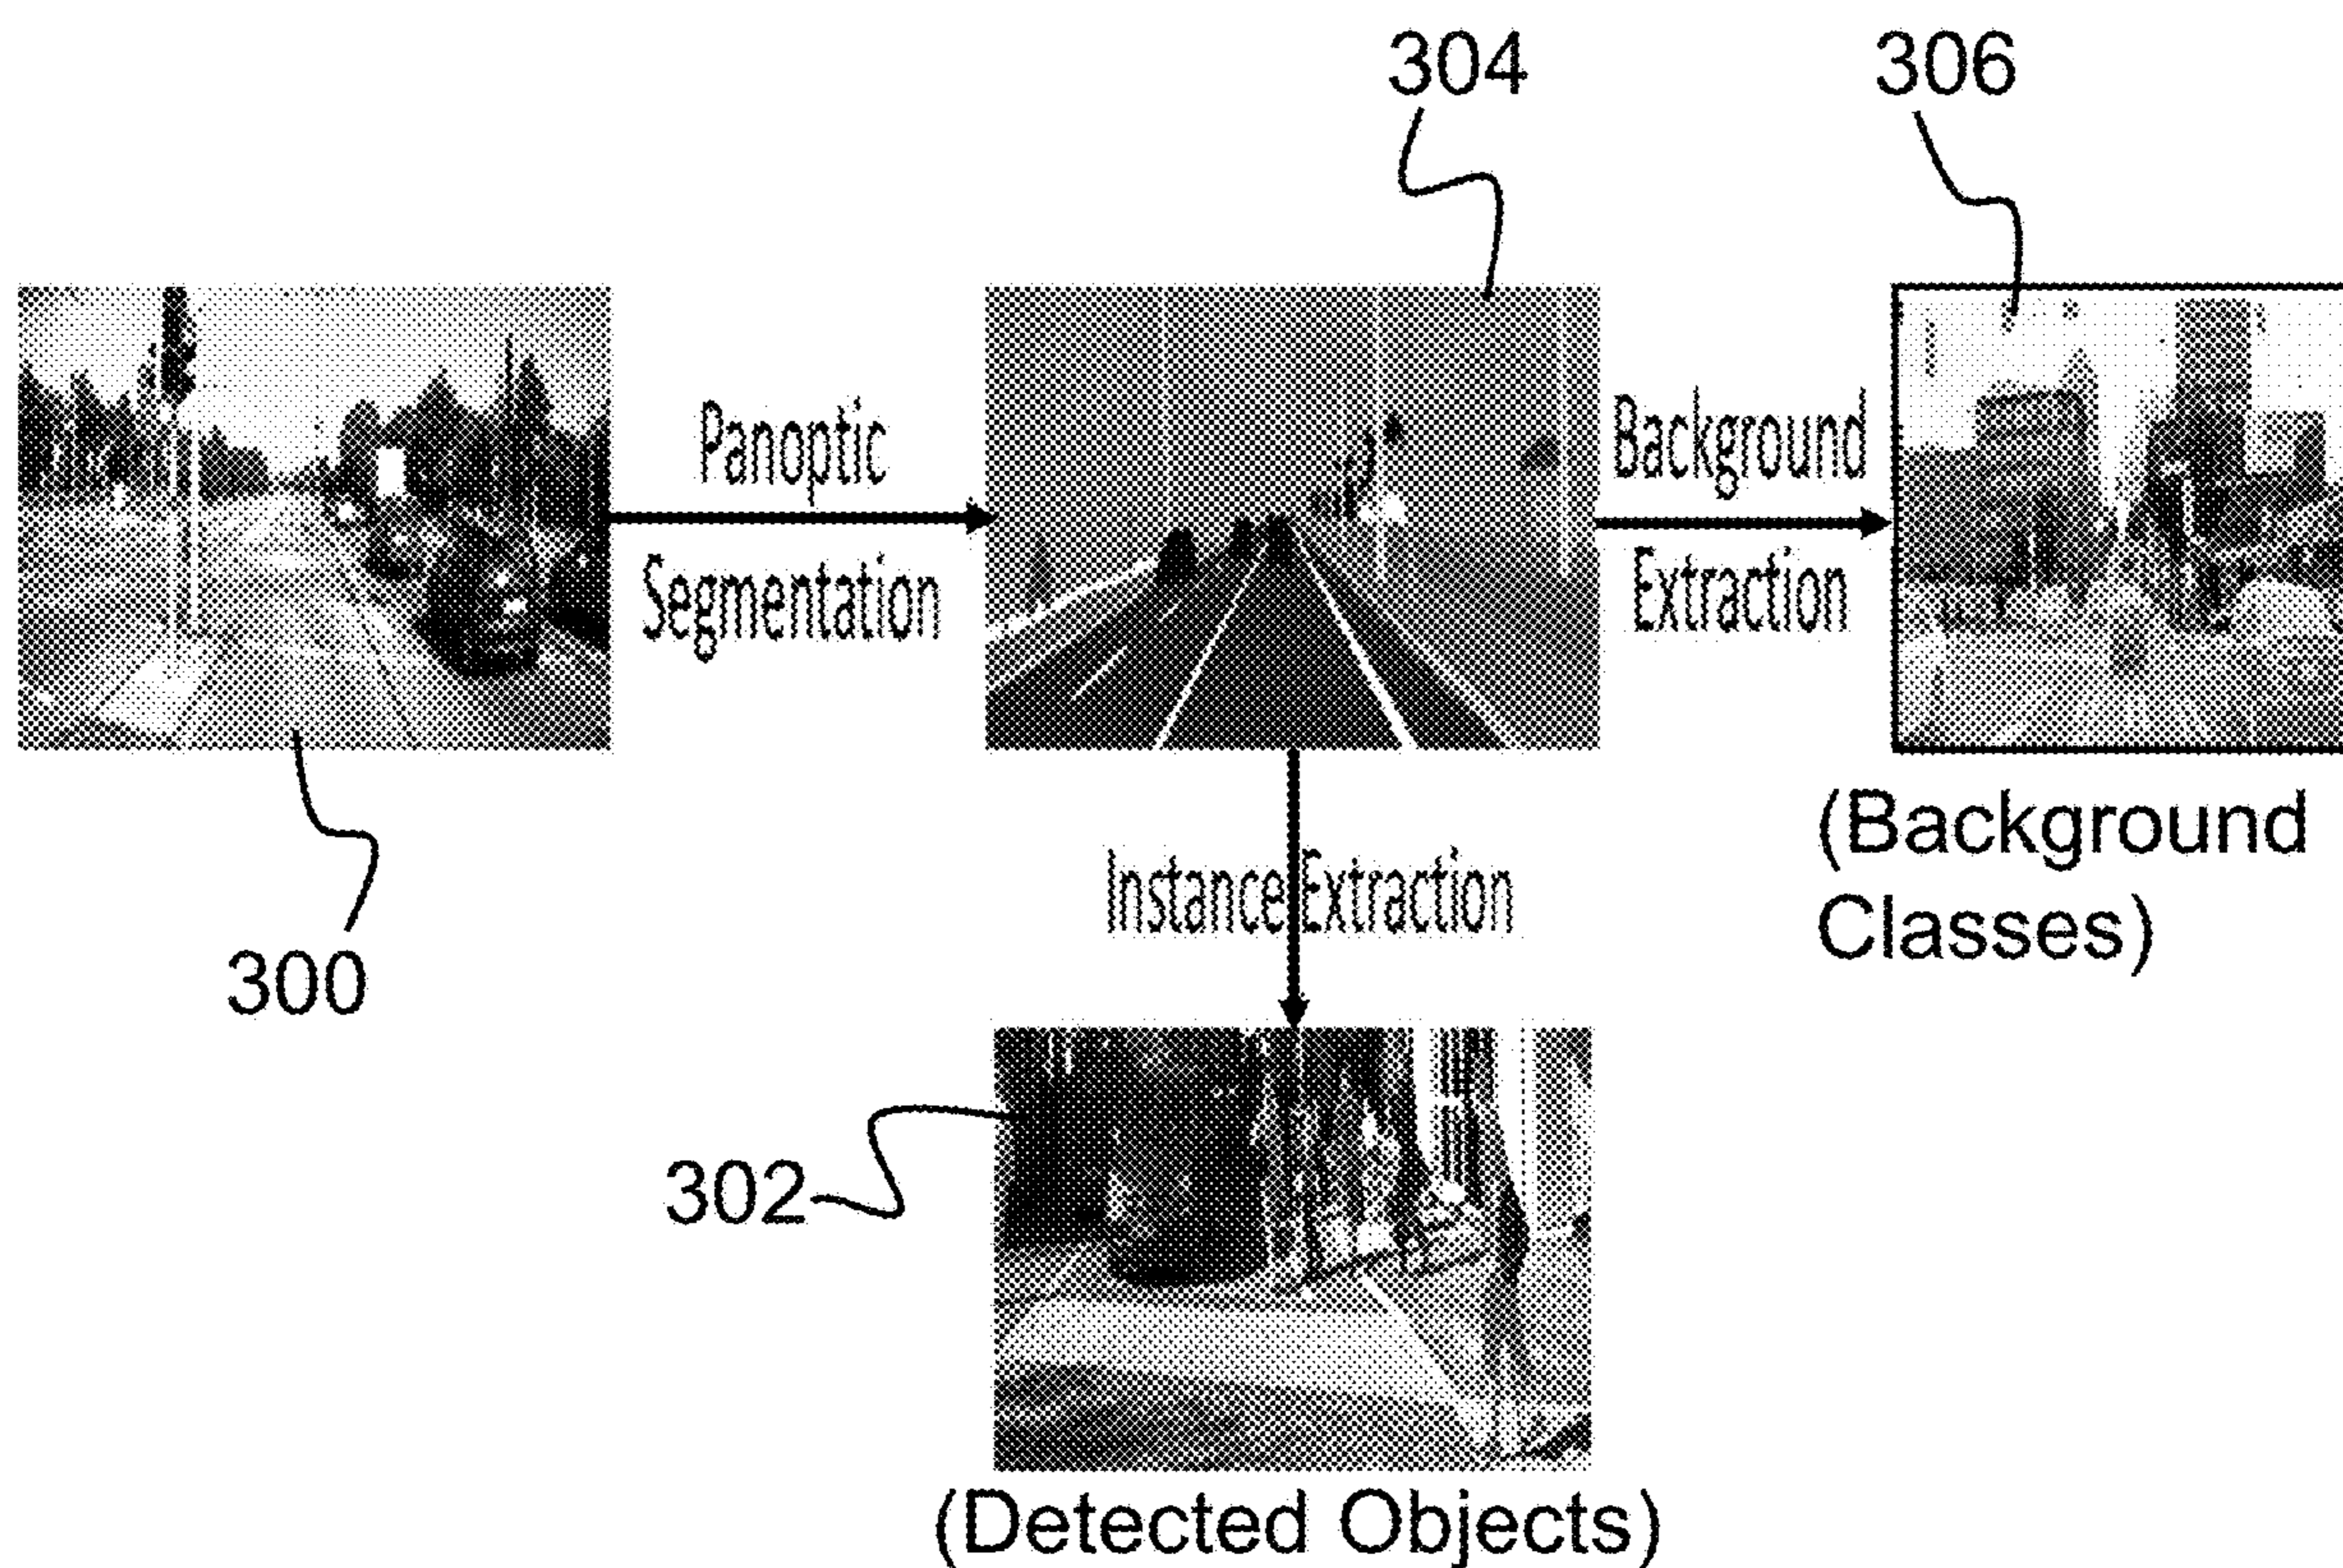 304
306
Panoptic
Segmentation
Background
Extraction
300
(Background
Classes)
Instance Extraction
302
(Detected Objects)